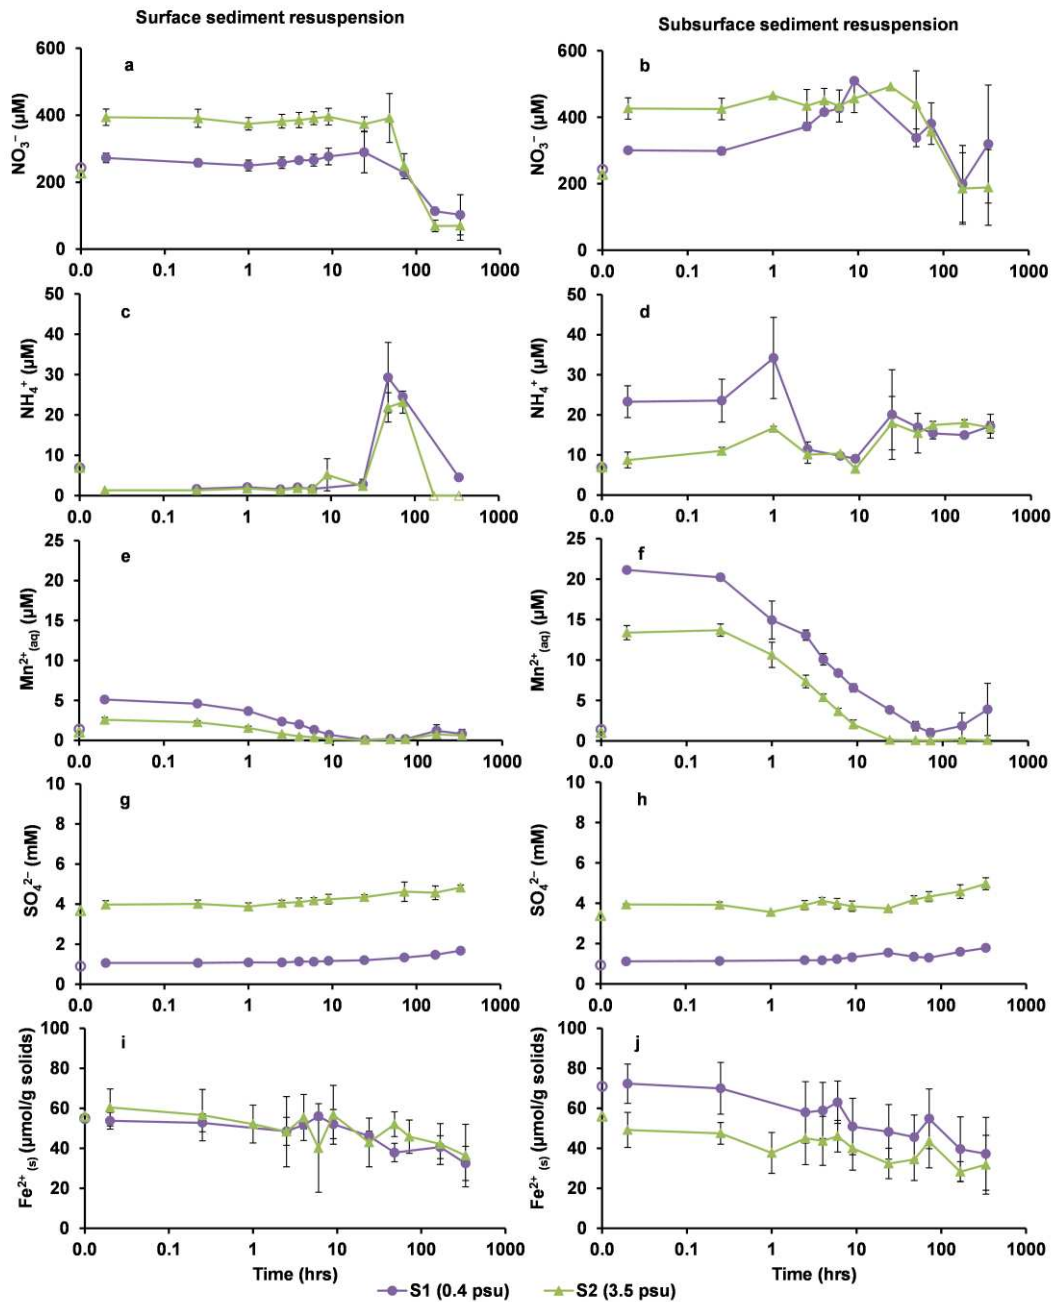 Surface sediment resuspension
Subsurface sediment resuspension
a
NO₃⁻ (µM)
600
400
200
0
0.0 0.1 1 10 100 1000
b
NO₃⁻ (µM)
600
400
200
0
0.0 0.1 1 10 100 1000
c
NH₄⁺ (µM)
50
40
30
20
10
0
0.0 0.1 1 10 100 1000
d
NH₄⁺ (µM)
50
40
30
20
10
0
0.0 0.1 1 10 100 1000
e
Mn²⁺(aq) (µM)
25
20
15
10
5
0
0.0 0.1 1 10 100 1000
f
Mn²⁺(aq) (µM)
25
20
15
10
5
0
0.0 0.1 1 10 100 1000
g
SO₄²⁻ (mM)
10
8
6
4
2
0
0.0 0.1 1 10 100 1000
h
SO₄²⁻ (mM)
10
8
6
4
2
0
0.0 0.1 1 10 100 1000
i
Fe²⁺(s) (µmol/g solids)
100
80
60
40
20
0
0.0 0.1 1 10 100 1000
Time (hrs)
j
Fe²⁺(s) (µmol/g solids)
100
80
60
40
20
0
0.0 0.1 1 10 100 1000
Time (hrs)
S1 (0.4 psu) S2 (3.5 psu)